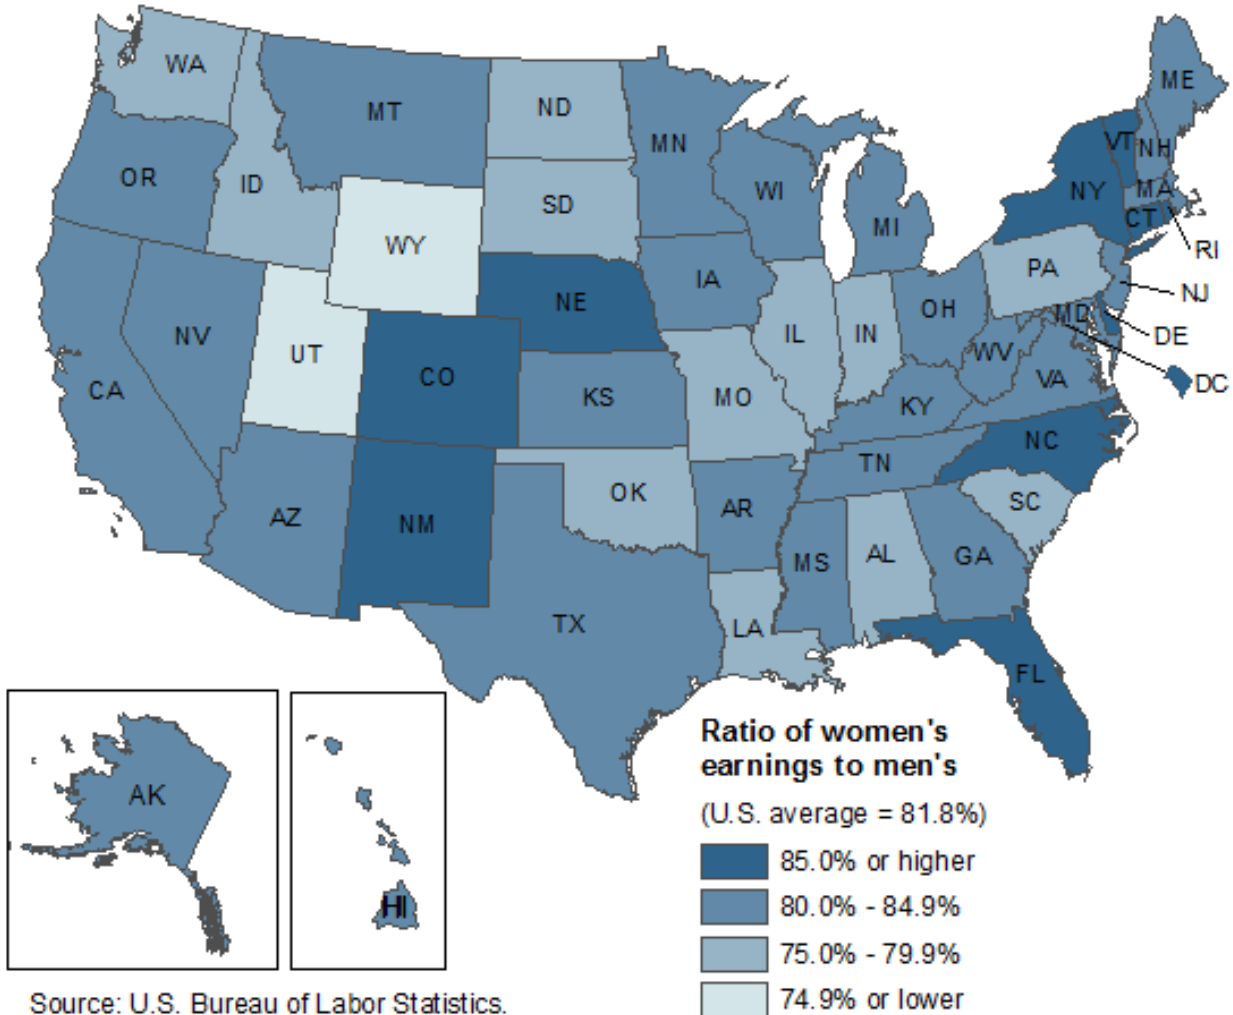 WA
MT
ND
MN
ME
VT
NH
OR
ID
SD
WI
NY
MA
MI
CT
WY
RI
IA
PA
NE
NJ
OH
MD
NV
UT
IL
IN
DE
WV
CO
CA
KS
MO
VA
DC
KY
NC
TN
OK
SC
AZ
NM
AR
MS
AL
GA
TX
LA
FL
AK
HI
Ratio of women's
earnings to men's
(U.S. average = 81.8%)
85.0% or higher
80.0% - 84.9%
75.0% - 79.9%
74.9% or lower
Source: U.S. Bureau of Labor Statistics.